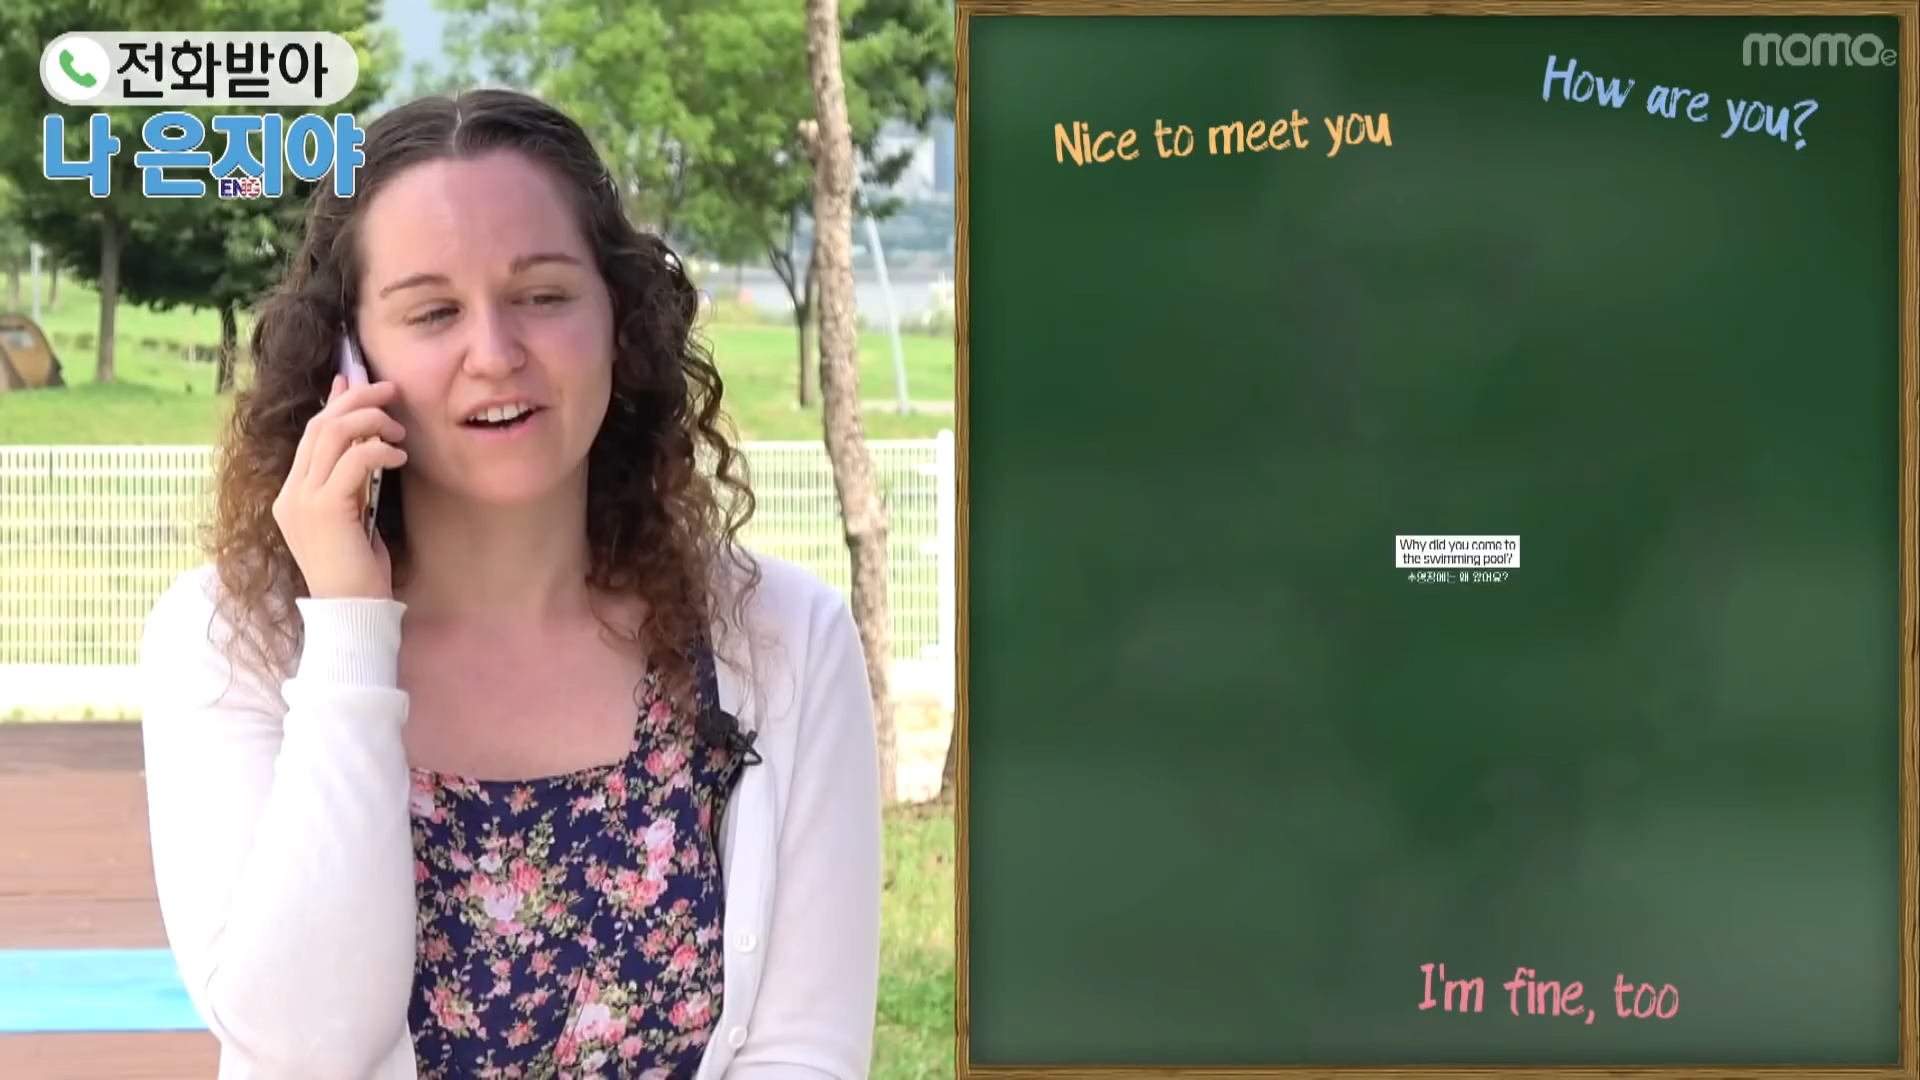 전화받아
나 은지야
ENG
mamae
How are you?
Nice to meet you
Why did you come to
the swimming pool?
수영장에는 왜 왔어요?
I'm fine, too